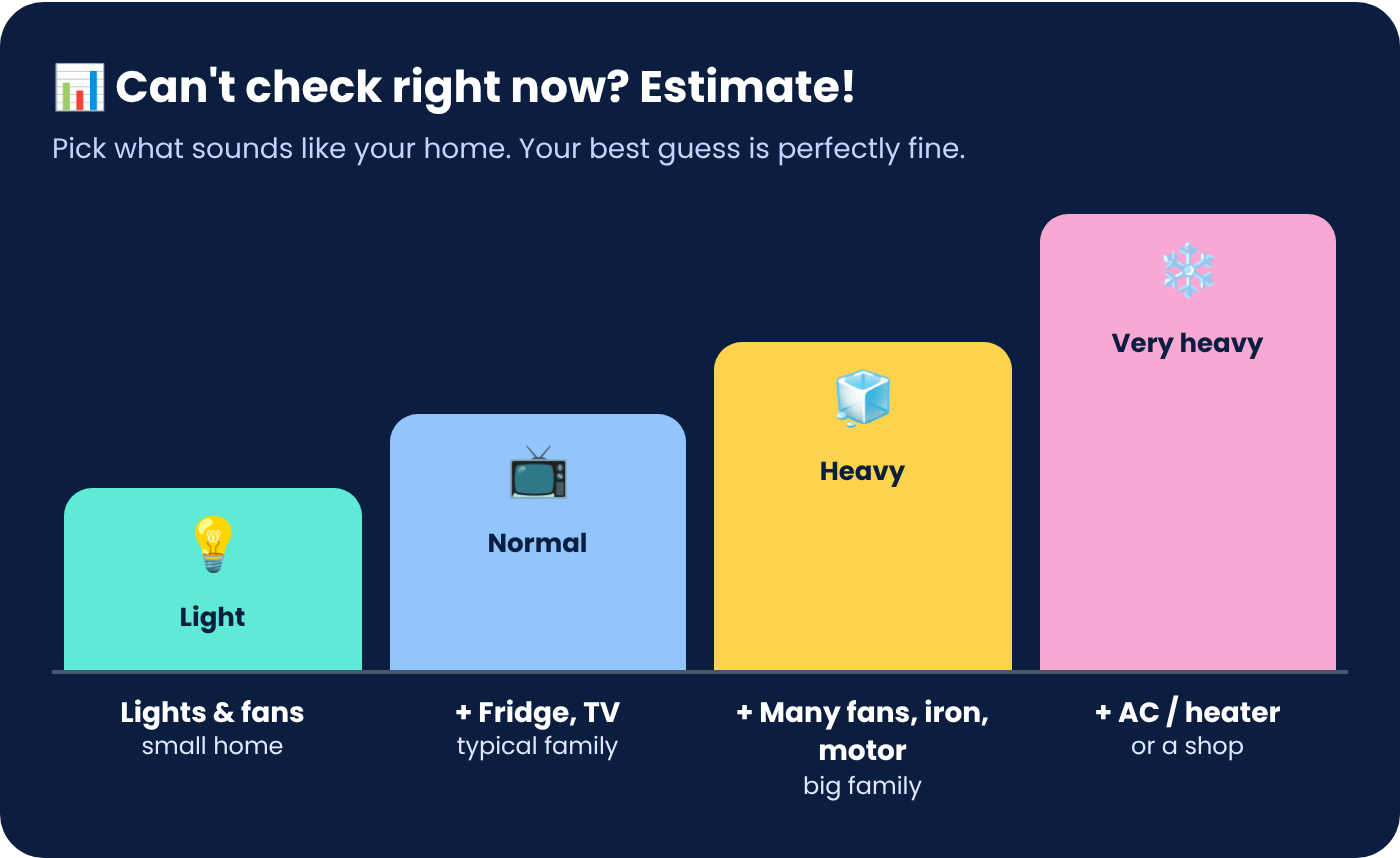 Can't check right now? Estimate!
Pick what sounds like your home. Your best guess is perfectly fine.
Light
Normal
Heavy
Very heavy
Lights & fans
small home
+ Fridge, TV
typical family
+ Many fans, iron,
motor
big family
+ AC / heater
or a shop